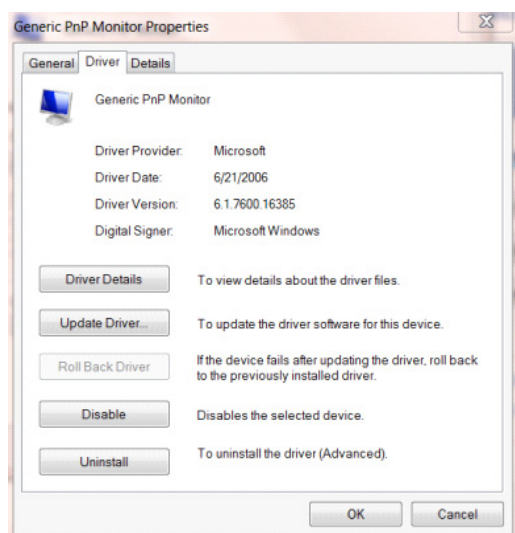 Generic PnP Monitor Properties
General Driver Details
Generic PnP Monitor
Driver Provider: Microsoft
Driver Date: 6/21/2006
Driver Version: 6.1.7600.16385
Digital Signer: Microsoft Windows
Driver Details To view details about the driver files.
Update Driver... To update the driver software for this device.
Roll Back Driver If the device fails after updating the driver, roll back
to the previously installed driver.
Disable Disables the selected device.
Uninstall To uninstall the driver (Advanced).
OK Cancel